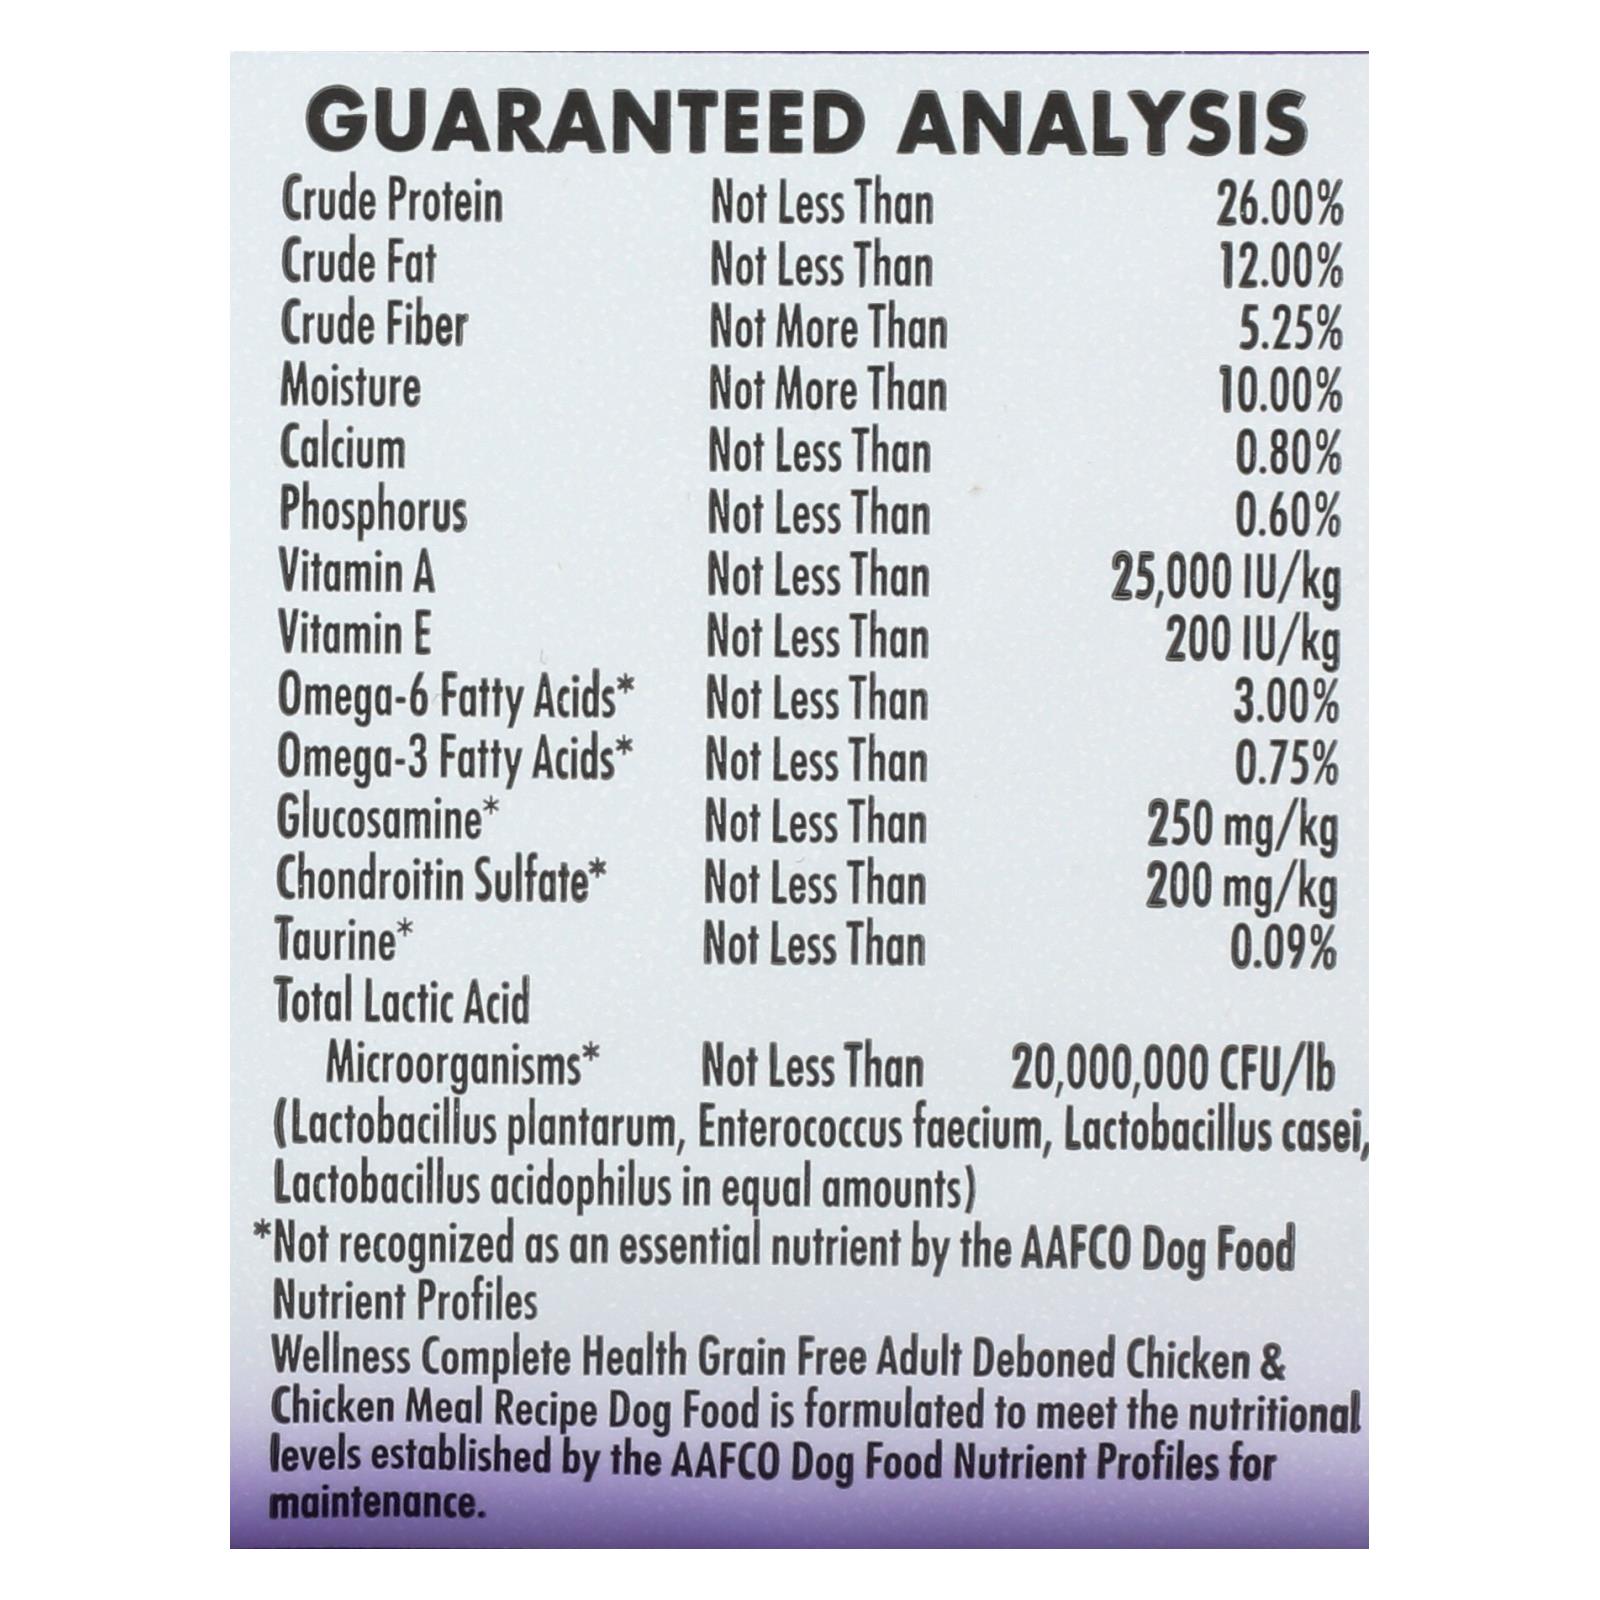 GUARANTEED ANALYSIS
Crude Protein Not Less Than 26.00%
Crude Fat Not Less Than 12.00%
Crude Fiber Not More Than 5.25%
Moisture Not More Than 10.00%
Calcium Not Less Than 0.80%
Phosphorus Not Less Than 0.60%
Vitamin A Not Less Than 25,000 IU/kg
Vitamin E Not Less Than 200 IU/kg
Omega-6 Fatty Acids* Not Less Than 3.00%
Omega-3 Fatty Acids* Not Less Than 0.75%
Glucosamine* Not Less Than 250 mg/kg
Chondroitin Sulfate* Not Less Than 200 mg/kg
Taurine* Not Less Than 0.09%
Total Lactic Acid
Microorganisms* Not Less Than 20,000,000 CFU/lb
(Lactobacillus plantarum, Enterococcus faecium, Lactobacillus casei,
Lactobacillus acidophilus in equal amounts)
*Not recognized as an essential nutrient by the AAFCO Dog Food
Nutrient Profiles
Wellness Complete Health Grain Free Adult Deboned Chicken &
Chicken Meal Recipe Dog Food is formulated to meet the nutritional
levels established by the AAFCO Dog Food Nutrient Profiles for
maintenance.